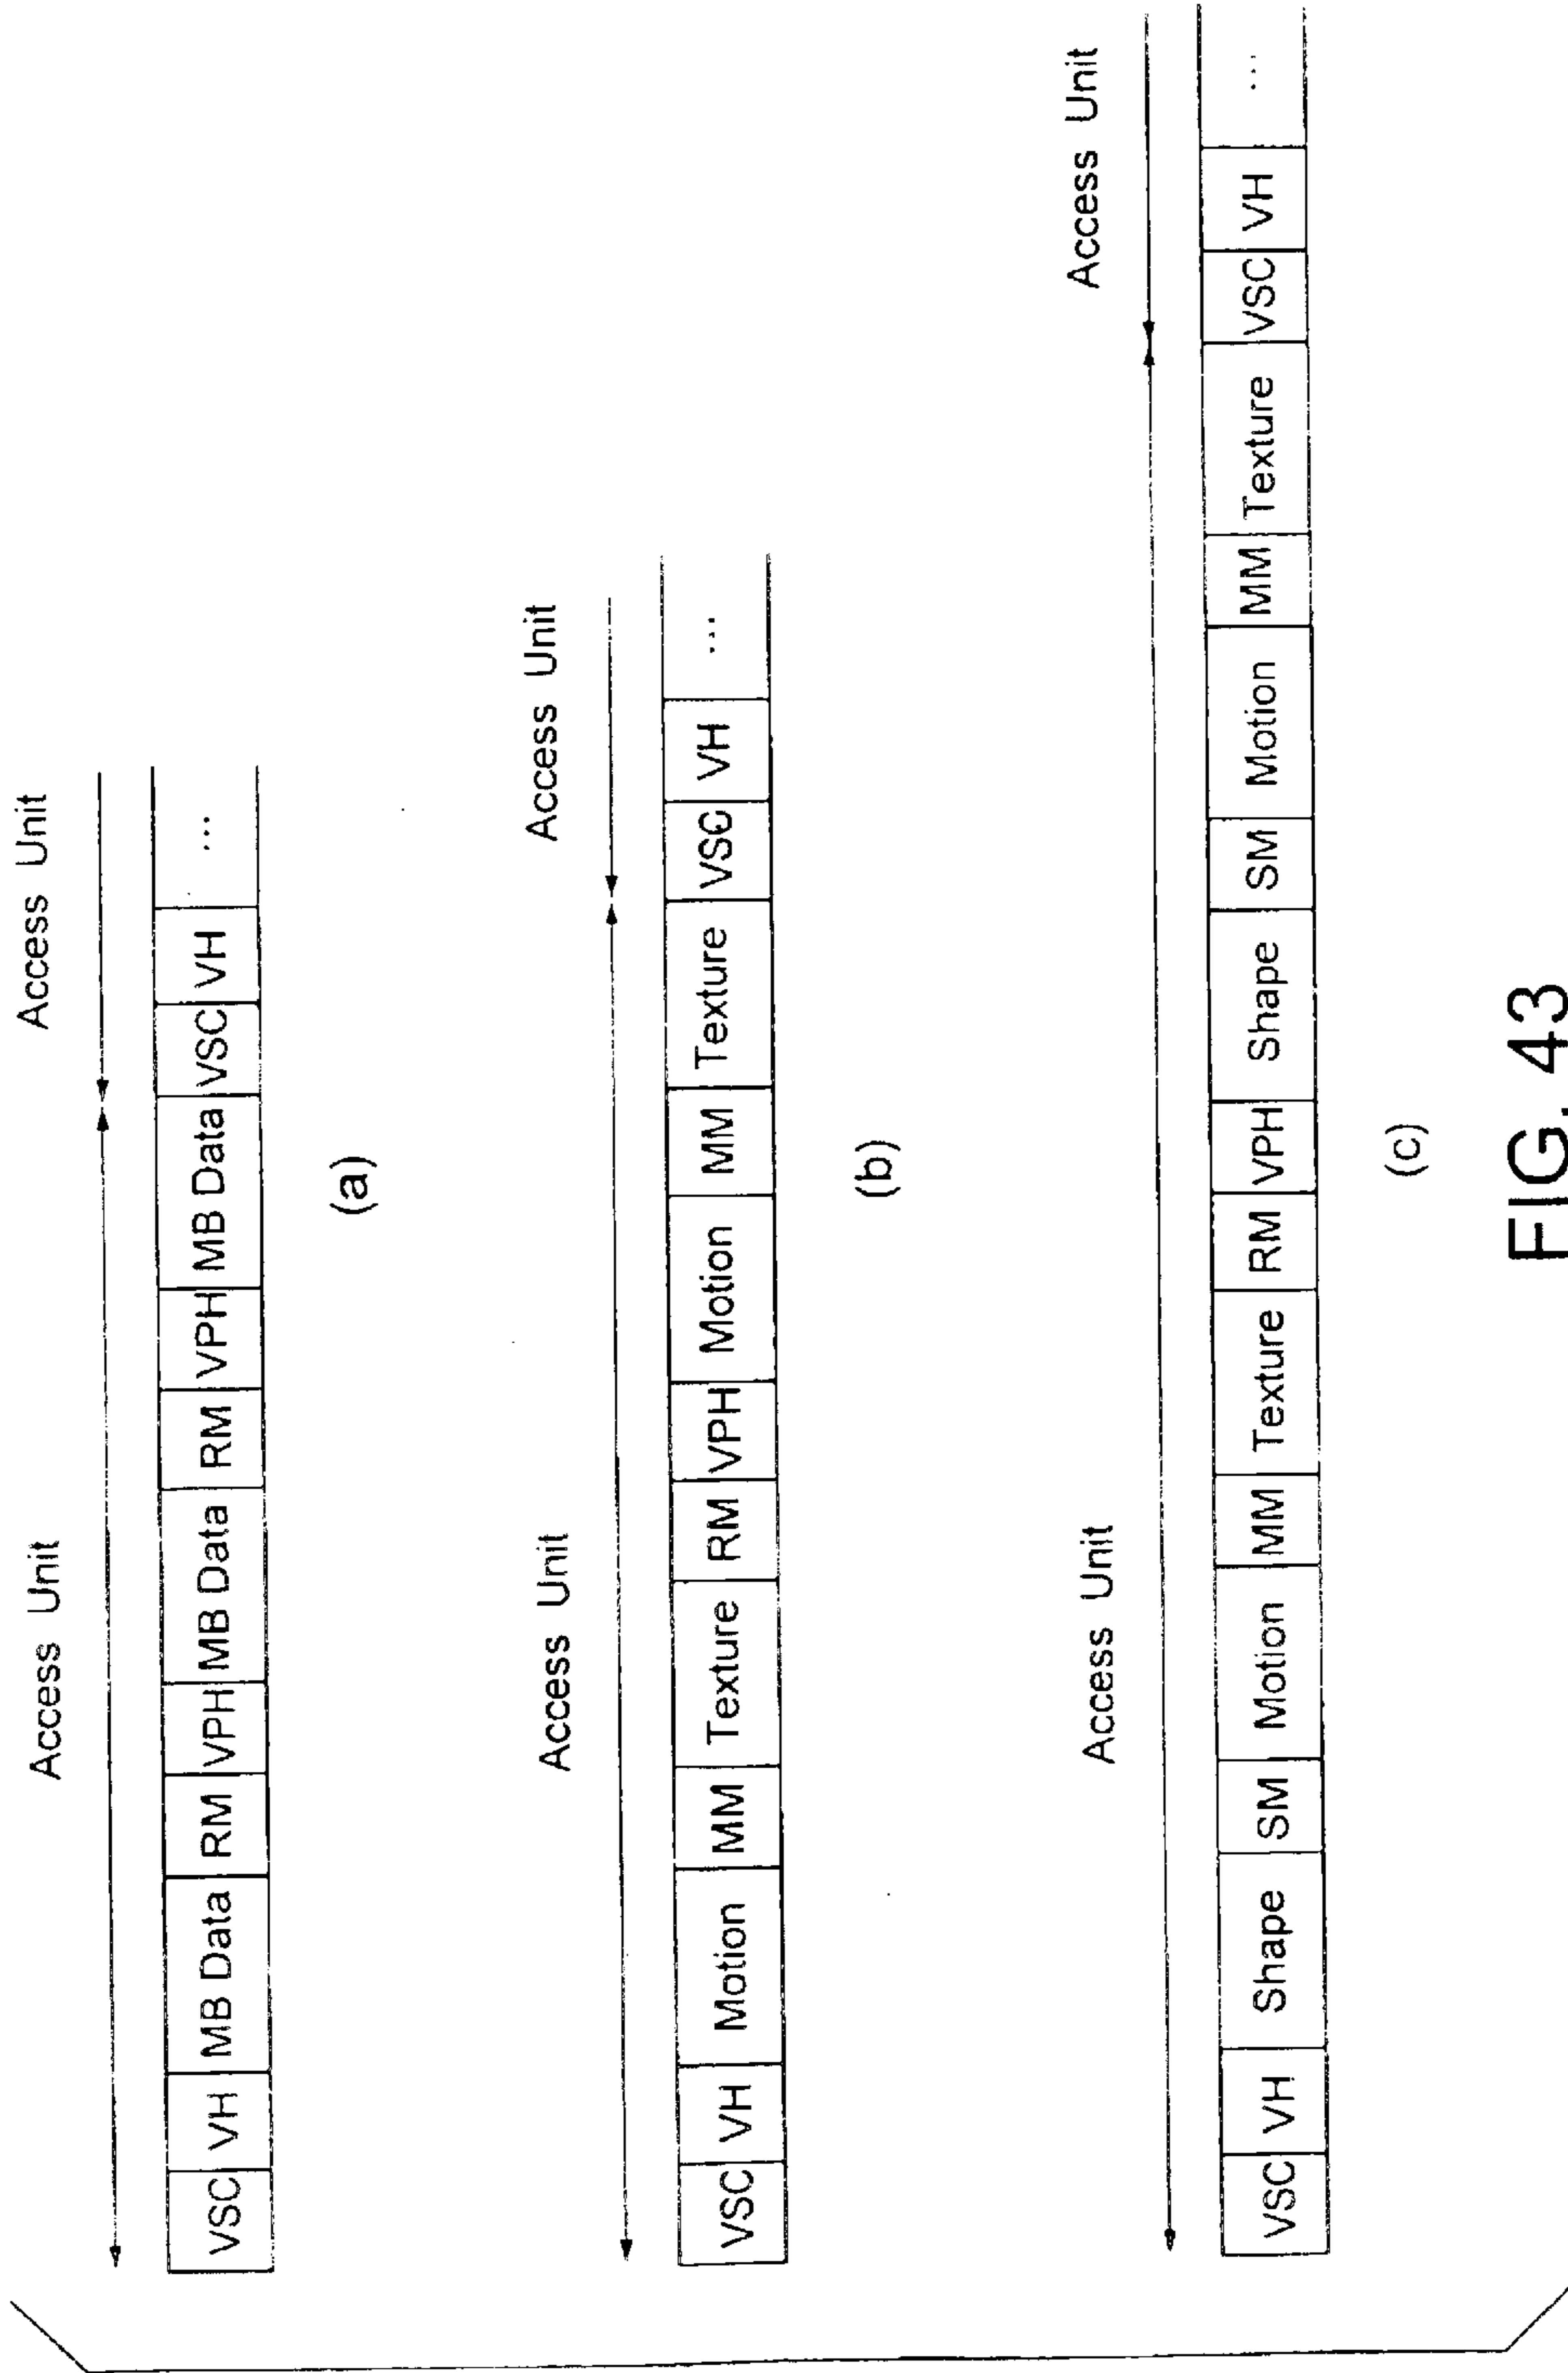 Access Unit Access Unit
VSC VH MB Data RM VPH MB Data RM VPH MB Data VSC VH ...
(a)
Access Unit Access Unit
VSC VH Motion MM Texture RM VPH Motion MM Texture VSC VH ...
(b)
Access Unit Access Unit
VSC VH Shape SM Motion MM Texture RM VPH Shape SM Motion MM Texture VSC VH ...
(c)
FIG. 43